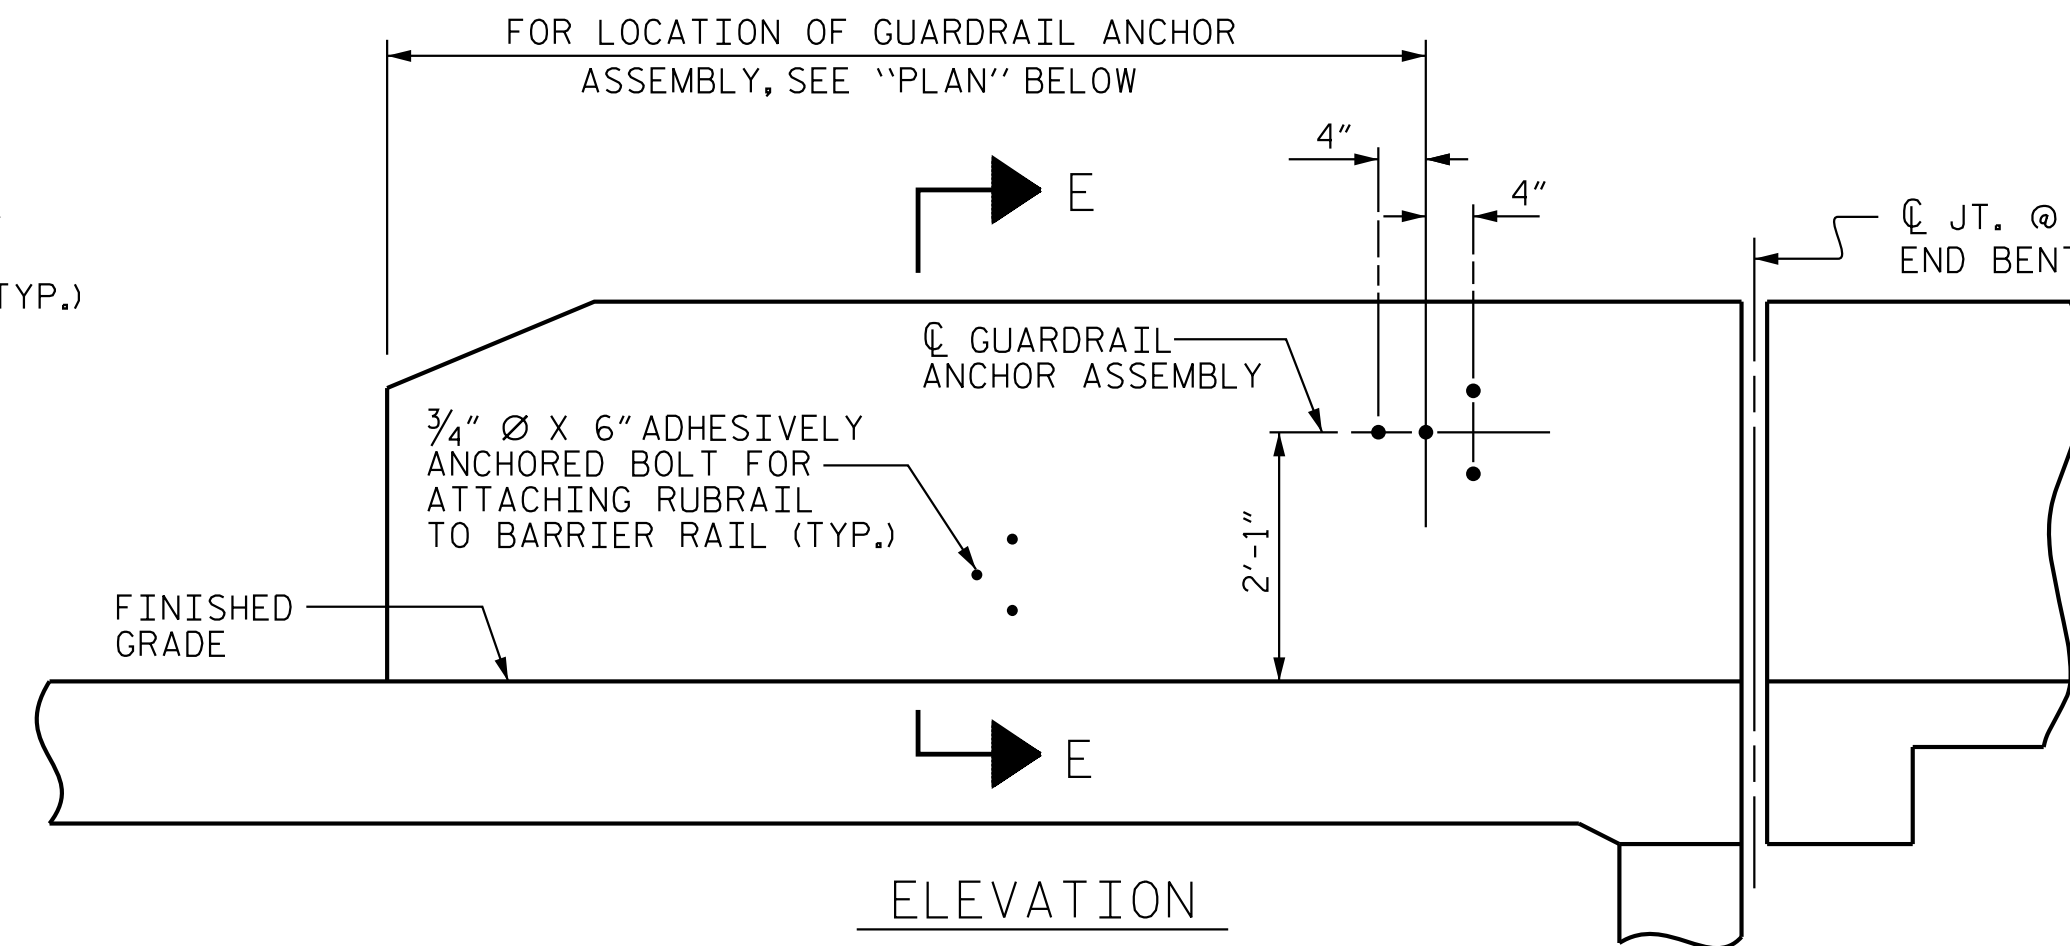 FOR LOCATION OF GUARDRAIL ANCHOR
ASSEMBLY, SEE "PLAN" BELOW
4"
E
4"
℄ JT. @
END BENT
TYP.)
℄ GUARDRAIL
ANCHOR ASSEMBLY
3/4" Ø X 6" ADHESIVELY
ANCHORED BOLT FOR
ATTACHING RUBRAIL
TO BARRIER RAIL (TYP.)
2'-1"
FINISHED
GRADE
E
ELEVATION